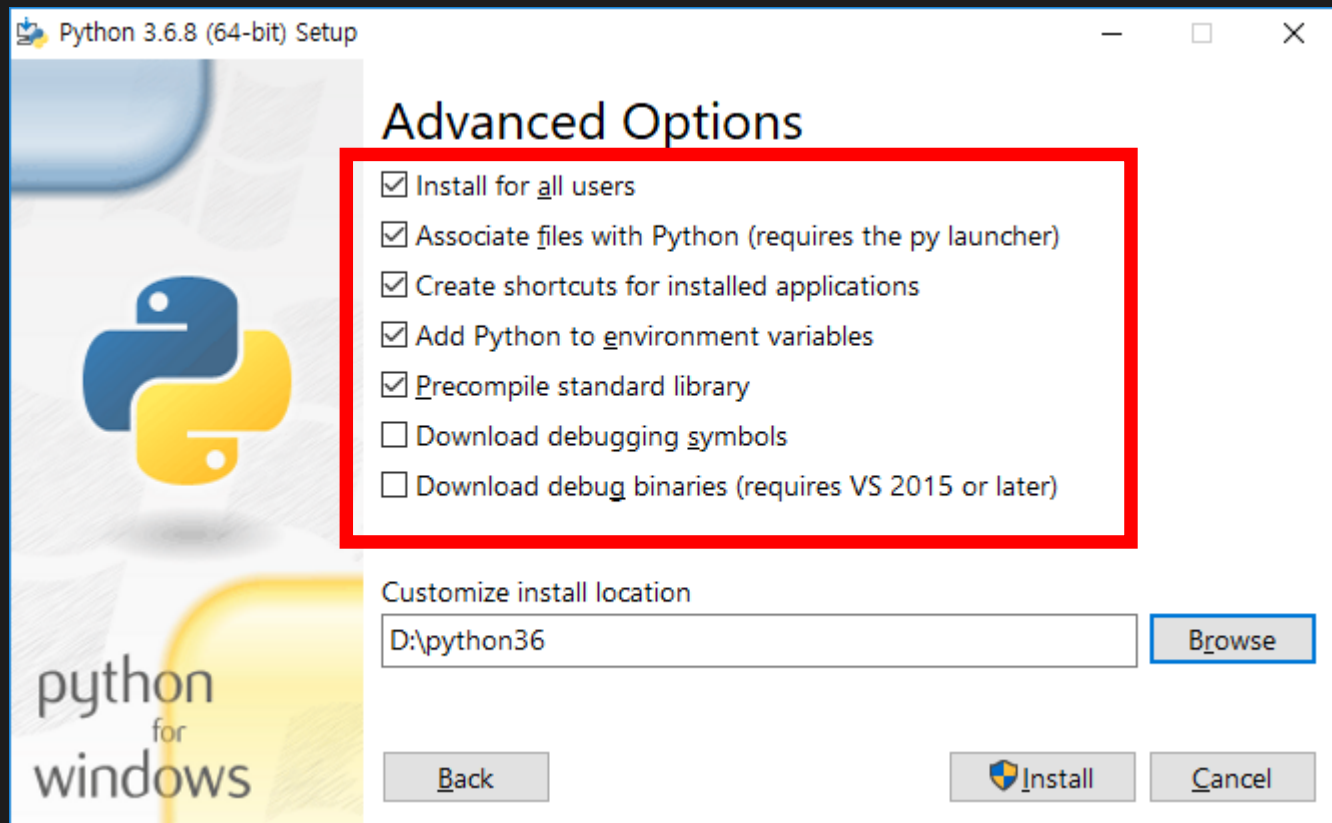 Python 3.6.8 (64-bit) Setup
Advanced Options
Install for all users
Associate files with Python (requires the py launcher)
Create shortcuts for installed applications
Add Python to environment variables
Precompile standard library
Download debugging symbols
Download debug binaries (requires VS 2015 or later)
Customize install location
D:\python36
Browse
python
for
windows
Back
Install
Cancel